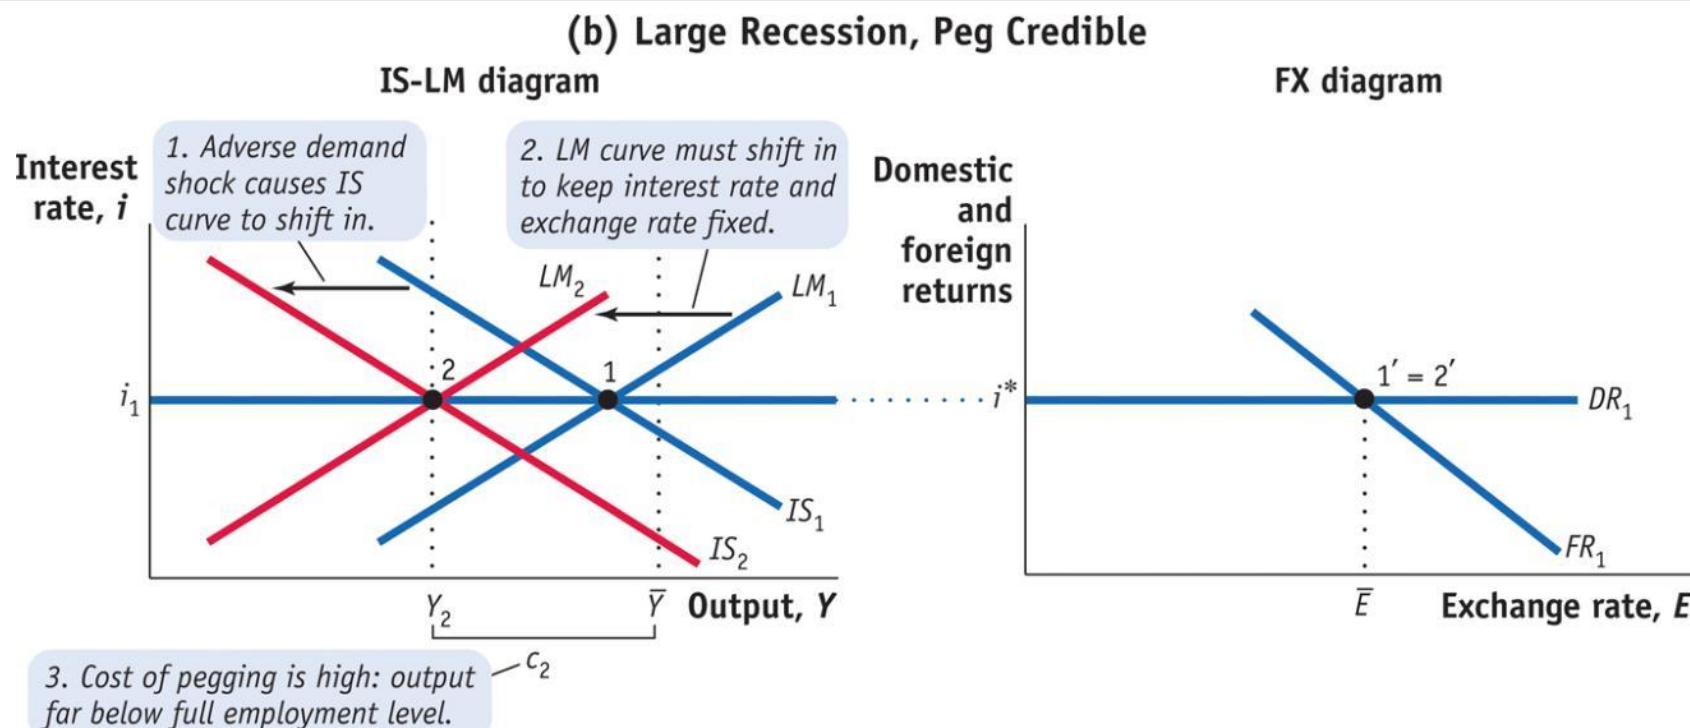 (b) Large Recession, Peg Credible
IS-LM diagram
FX diagram
Interest
rate, i
1. Adverse demand
shock causes IS
curve to shift in.
2. LM curve must shift in
to keep interest rate and
exchange rate fixed.
Domestic
and
foreign
returns
LM₂
LM₁
2
1
i₁
i*
1′ = 2′
DR₁
IS₁
IS₂
FR₁
Y₂
Y̅
Output, Y
E̅
Exchange rate, E
c₂
3. Cost of pegging is high: output
far below full employment level.